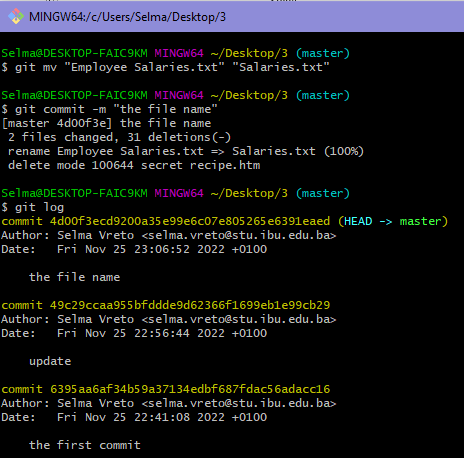 MINGW64:/c/Users/Selma/Desktop/3
Selma@DESKTOP-FAIC9KM MINGW64 ~/Desktop/3 (master)
$ git mv "Employee Salaries.txt" "Salaries.txt"
Selma@DESKTOP-FAIC9KM MINGW64 ~/Desktop/3 (master)
$ git commit -m "the file name"
[master 4d00f3e] the file name
2 files changed, 31 deletions(-)
rename Employee Salaries.txt => Salaries.txt (100%)
delete mode 100644 secret recipe.htm
Selma@DESKTOP-FAIC9KM MINGW64 ~/Desktop/3 (master)
$ git log
commit 4d00f3ecd9200a35e99e6c07e805265e6391eaed (HEAD -> master)
Author: Selma Vreto <selma.vreto@stu.ibu.edu.ba>
Date:   Fri Nov 25 23:06:52 2022 +0100
the file name
commit 49c29ccaa955bfddde9d62366f1699eb1e99cb29
Author: Selma Vreto <selma.vreto@stu.ibu.edu.ba>
Date:   Fri Nov 25 22:56:44 2022 +0100
update
commit 6395aa6af34b59a37134edbf687fdac56adacc16
Author: Selma Vreto <selma.vreto@stu.ibu.edu.ba>
Date:   Fri Nov 25 22:41:08 2022 +0100
the first commit